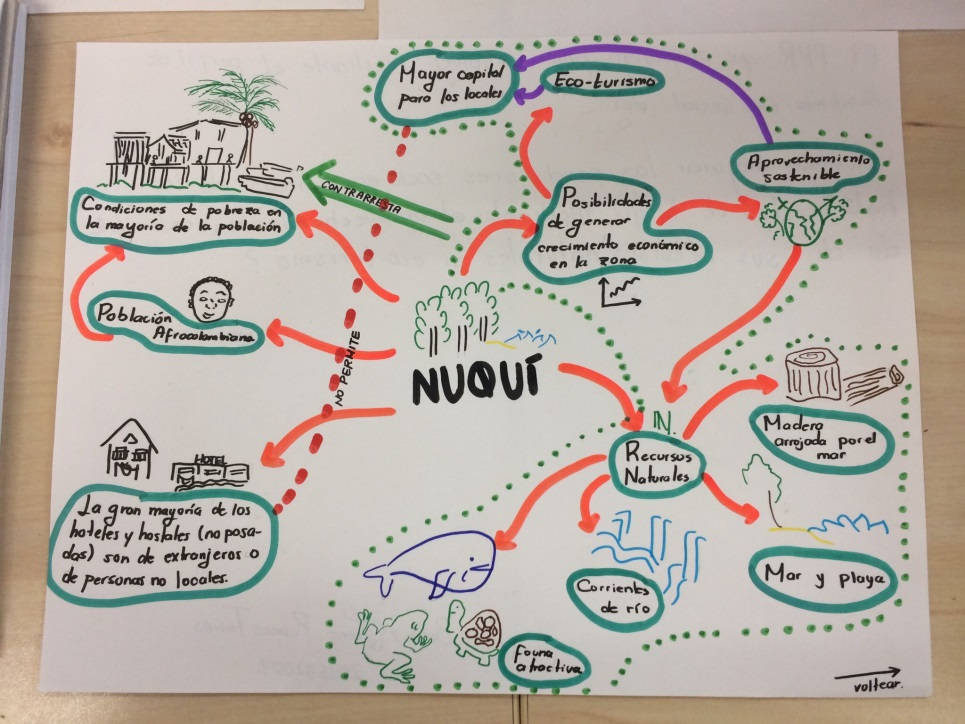 Mayor capital
para los locales
Eco-turismo
Aprovechamiento
sostenible
CONTRARRESTA
Condiciones de pobreza en
la mayoría de la población
Posibilidades
de generar
crecimiento económico
en la zona
Población
Afrocolombiana
NO PERMITE
NUQUÍ
IN.
Recursos
Naturales
Madera
arrojada por el
mar
HOTEL
La gran mayoría de los
hoteles y hostales (no posa-
das) son de extranjeros o
de personas no locales.
Corrientes
de río
Mar y playa
Fauna
atractiva
voltear.